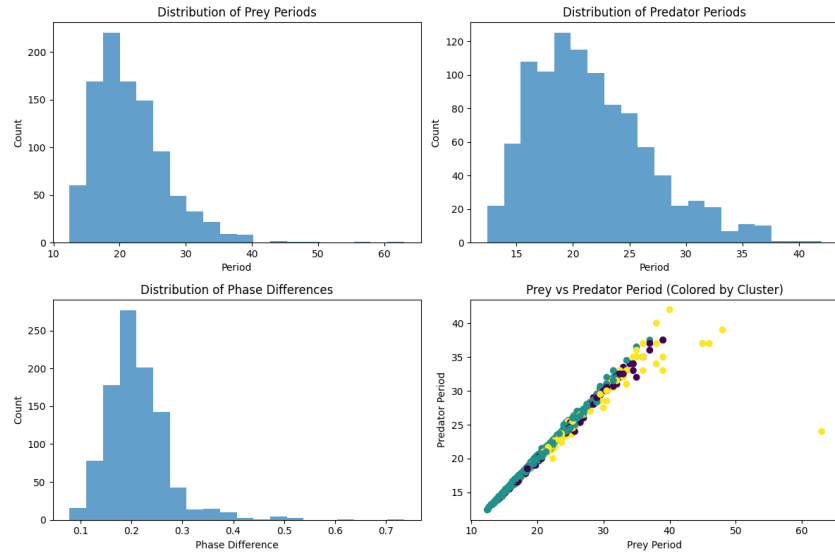 Distribution of Prey Periods
Count
200
150
100
50
0
10 20 30 40 50 60
Period
Distribution of Predator Periods
Count
120
100
80
60
40
20
0
15 20 25 30 35 40
Period
Distribution of Phase Differences
Count
250
200
150
100
50
0
0.1 0.2 0.3 0.4 0.5 0.6 0.7
Phase Difference
Prey vs Predator Period (Colored by Cluster)
Predator Period
40
35
30
25
20
15
10 20 30 40 50 60
Prey Period